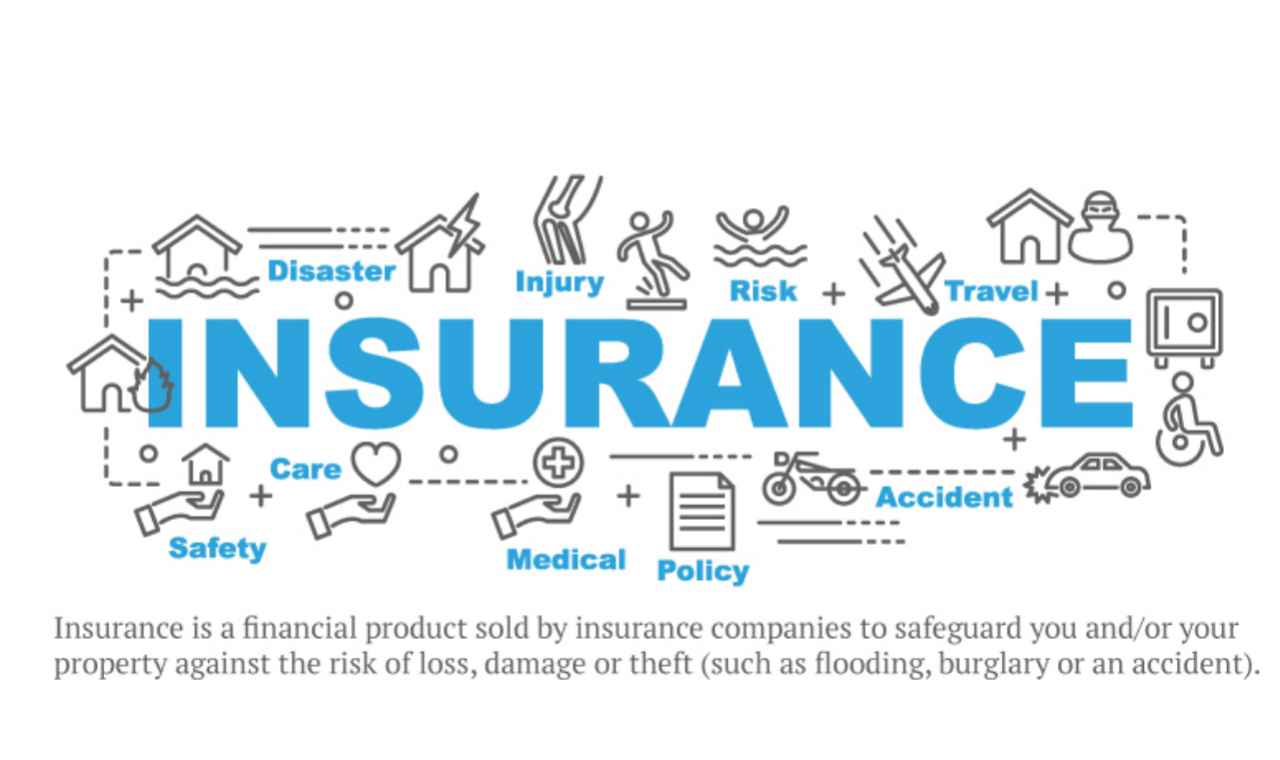 Disaster
Injury
Risk
Travel
INSURANCE
Care
Accident
Safety
Medical
Policy
Insurance is a financial product sold by insurance companies to safeguard you and/or your
property against the risk of loss, damage or theft (such as flooding, burglary or an accident).